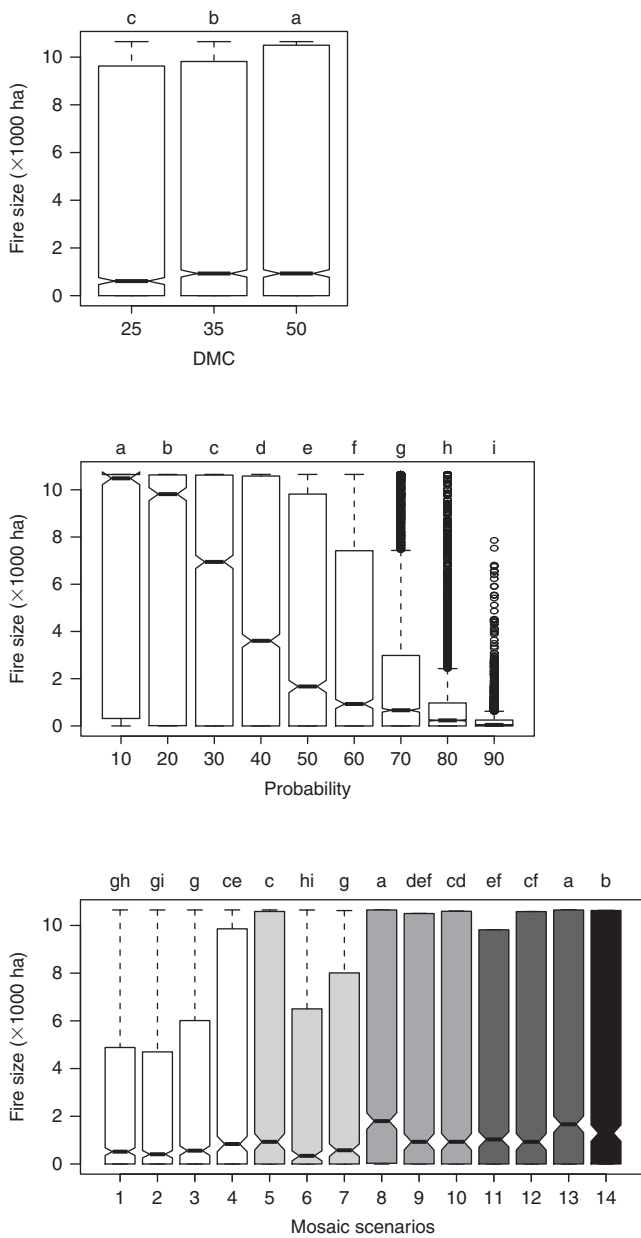 c b a
Fire size (×1000 ha)
10
8
6
4
2
0
25 35 50
DMC
a b c d e f g h i
Fire size (×1000 ha)
10
8
6
4
2
0
10 20 30 40 50 60 70 80 90
Probability
gh gi g ce c hi g a def cd ef cf a b
Fire size (×1000 ha)
10
8
6
4
2
0
1 2 3 4 5 6 7 8 9 10 11 12 13 14
Mosaic scenarios